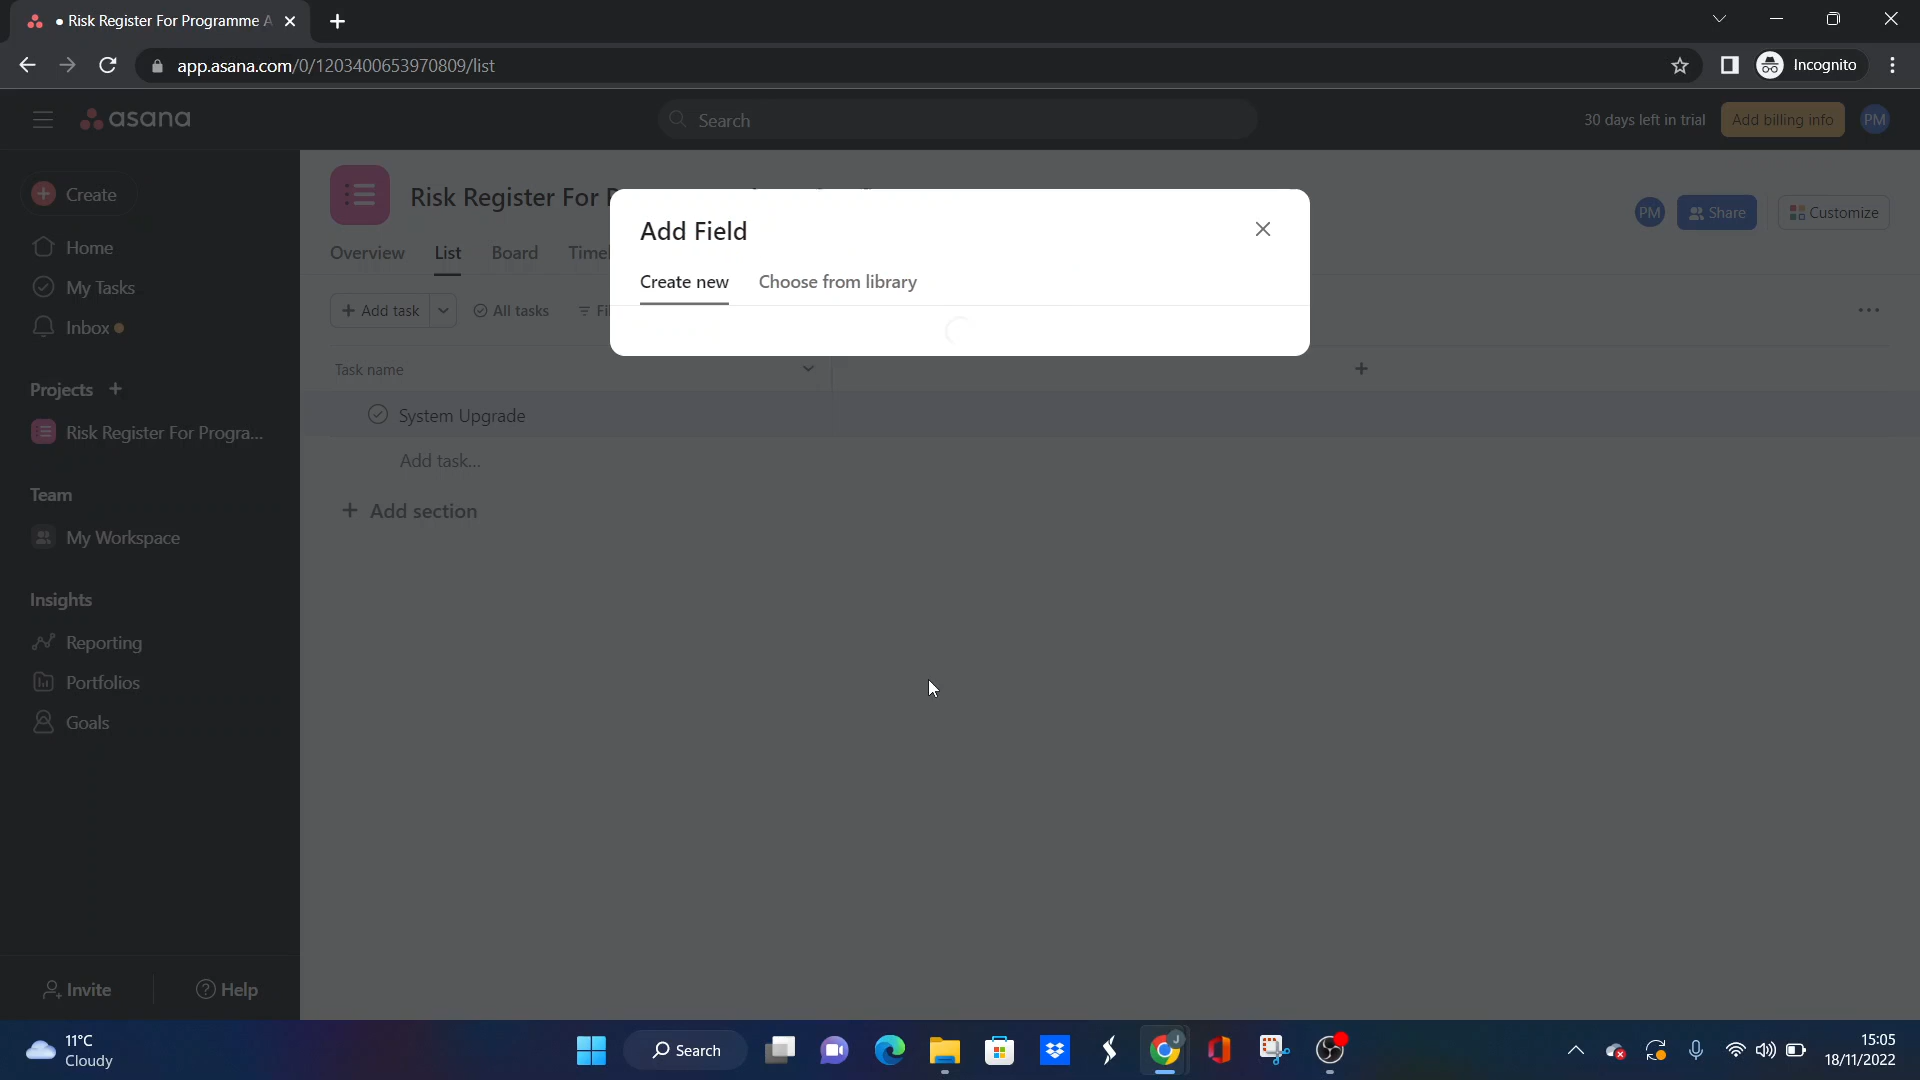 • Risk Register For Programme A
app.asana.com/0/1203400653970809/list
Incognito
asana
Search
30 days left in trial
Add billing info
PM
Create
Home
My Tasks
Inbox
Projects +
Risk Register For Progra...
Team
My Workspace
Insights
Reporting
Portfolios
Goals
Invite
Help
Risk Register For
PM
Share
Customize
Overview
List
Board
+ Add task
All tasks
Add Field
Create new
Choose from library
Task name
System Upgrade
Add task...
+ Add section
11°C
Cloudy
Search
J
15:05
18/11/2022